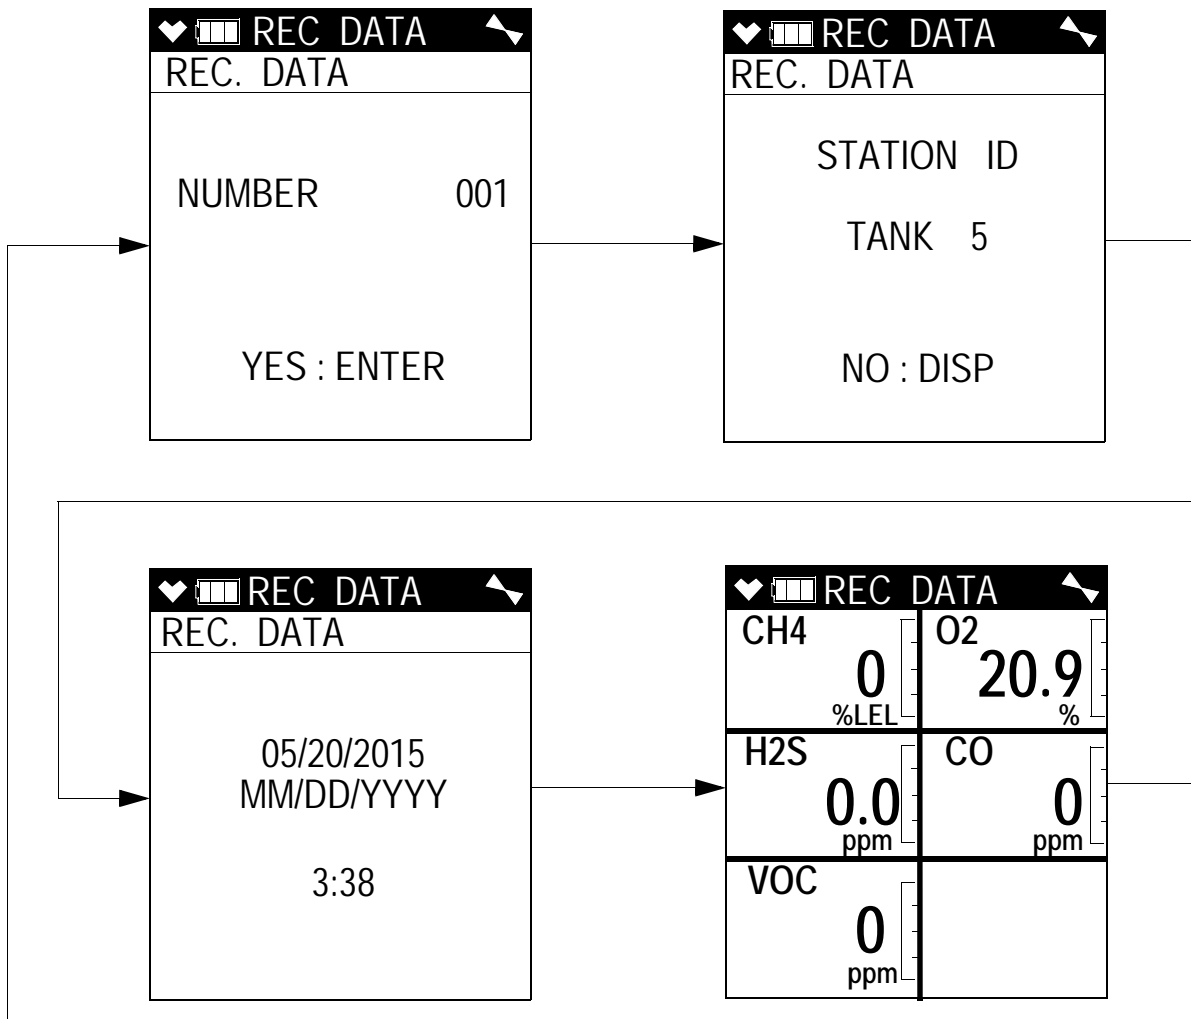 REC DATA
REC. DATA
NUMBER 001
YES : ENTER
REC DATA
REC. DATA
STATION ID
TANK 5
NO : DISP
REC DATA
REC. DATA
05/20/2015
MM/DD/YYYY
3:38
REC DATA
CH4
0
%LEL
O2
20.9
%
H2S
0.0
ppm
CO
0
ppm
VOC
0
ppm